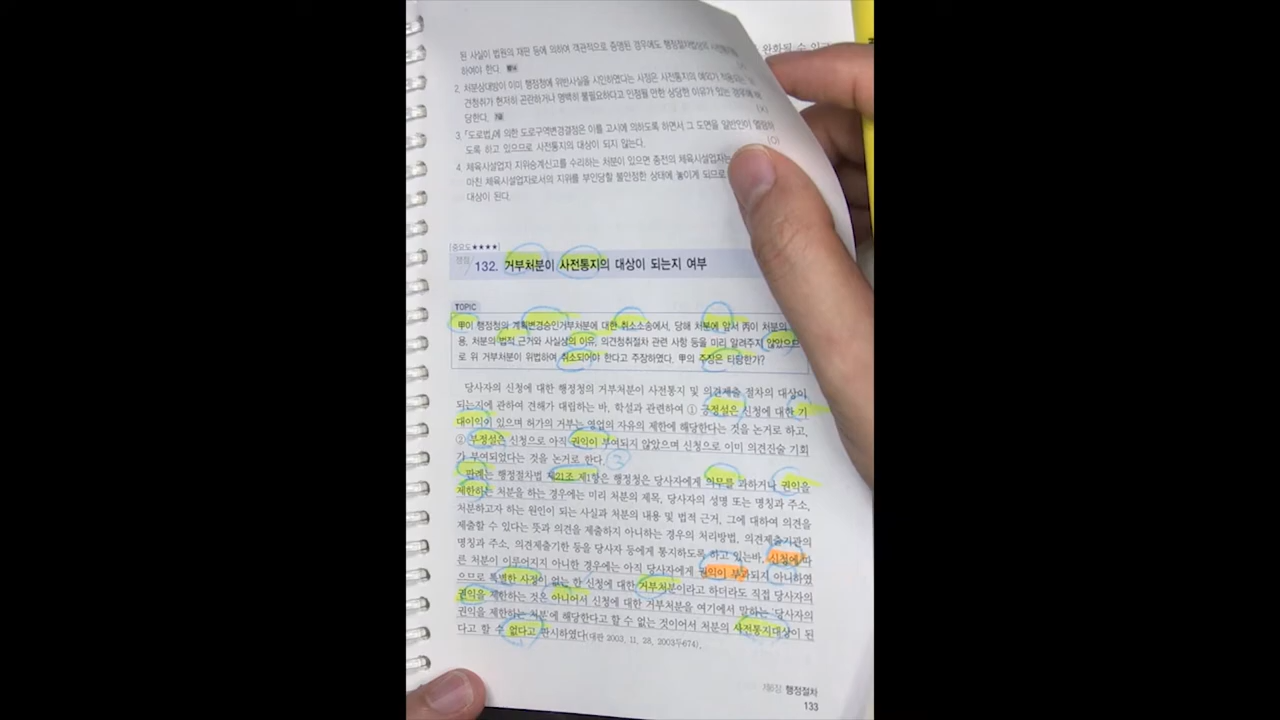 완화될 수 있
된 사실이 법원의 재판 등에 의하여 객관적으로 증명된 경우에도 행정절차법상의 사전통지를
하여야 한다.
2. 처분상대방이 이미 행정청에 위반사실을 시인하였다는 사정은 사전통지의 예외가 적용되는
견청취가 현저히 곤란하거나 명백히 불필요하다고 인정될 만한 상당한 이유가 있는 경우에 해
당한다. (X)
3. 「도로법」에 의한 도로구역변경결정은 이를 고시에 의하도록 하면서 그 도면을 일반인이 열람하
도록 하고 있으므로 사전통지의 대상이 되지 않는다. (O)
4. 체육시설업자 지위승계신고를 수리하는 처분이 있으면 종전의 체육시설업자는
아친 체육시설업자로서의 지위를 부인당할 불안정한 상태에 놓이게 되므로
대상이 된다.
[중요도 ★★★★]
쟁점 132. 거부처분이 사전통지의 대상이 되는지 여부
TOPIC
甲이 행정청의 계획변경승인거부처분에 대한 취소소송에서, 당해 처분에 앞서 丙이 처분의
용, 처분의 법적 근거와 사실상의 이유, 의견청취절차 관련 사항 등을 미리 알려주지 않았으므
로 위 거부처분이 위법하여 취소되어야 한다고 주장하였다. 甲의 주장은 타당한가?
당사자의 신청에 대한 행정청의 거부처분이 사전통지 및 의견제출 절차의 대상이
되는지에 관하여 견해가 대립하는 바, 학설과 관련하여 ① 긍정설은 신청에 대한 기
대이익이 있으며 허가의 거부는 영업의 자유의 제한에 해당한다는 것을 논거로 하고,
② 부정설은 신청으로 아직 권익이 부여되지 않았으며 신청으로 이미 의견진술 기회
가 부여되었다는 것을 논거로 한다. ③
판례는 행정절차법 제21조 제1항은 행정청은 당사자에게 의무를 과하거나 권익을
제한하는 처분을 하는 경우에는 미리 처분의 제목, 당사자의 성명 또는 명칭과 주소,
처분하고자 하는 원인이 되는 사실과 처분의 내용 및 법적 근거, 그에 대하여 의견을
제출할 수 있다는 뜻과 의견을 제출하지 아니하는 경우의 처리방법, 의견제출기관의
명칭과 주소, 의견제출기한 등을 당사자 등에게 통지하도록 하고 있는바, 신청에 따
른 처분이 이루어지지 아니한 경우에는 아직 당사자에게 권익이 부과되지 아니하였
으므로 특별한 사정이 없는 한 신청에 대한 거부처분이라고 하더라도 직접 당사자의
권익을 제한하는 것은 아니어서 신청에 대한 거부처분을 여기에서 말하는 '당사자의
권익을 제한하는 처분'에 해당한다고 할 수 없는 것이어서 처분의 사전통지대상이 된
다고 할 수 없다고 판시하였다(대판 2003. 11. 28, 2003두674).
제6장 행정절차
133